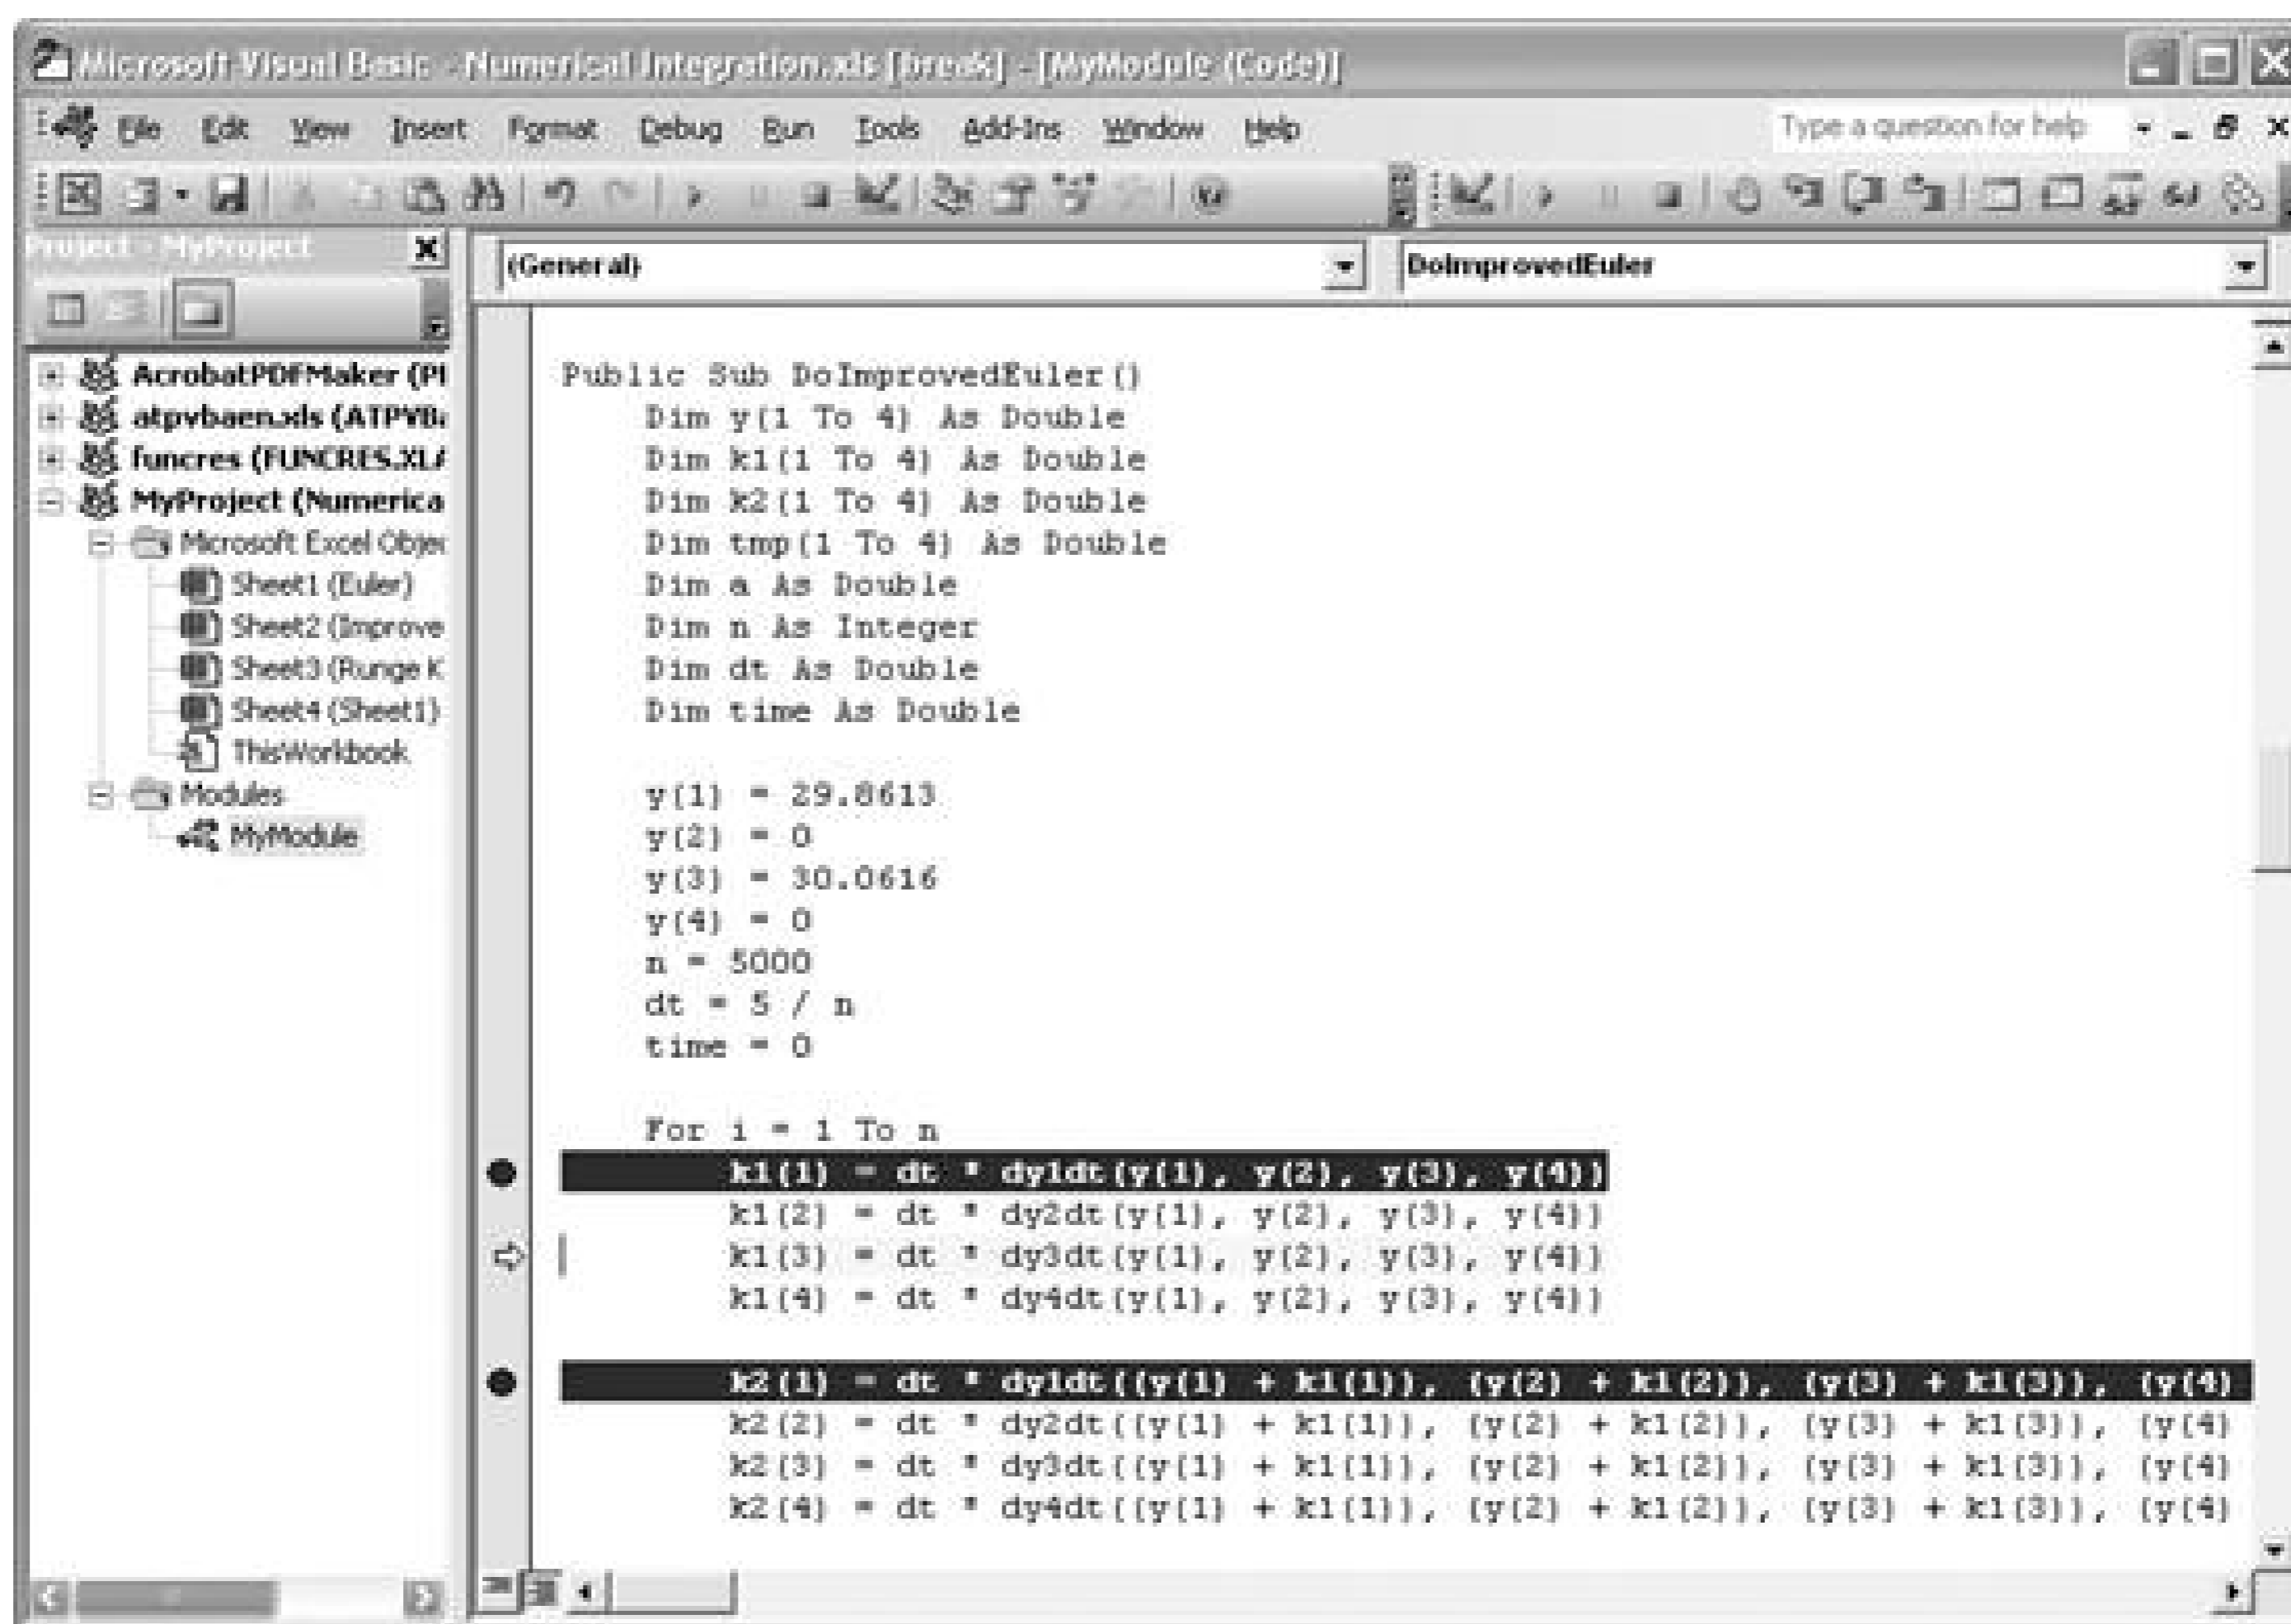 Microsoft Visual Basic - Numerical Integration.xls [break] - [MyModule (Code)]
File Edit View Insert Format Debug Run Tools Add-Ins Window Help
Type a question for help
Project - MyProject
(General)
DoImprovedEuler
AcrobatPDFMaker (PI
atpvbaen.xls (ATPVBa
funcres (FUNCRES.XLA
MyProject (Numerica
Microsoft Excel Objec
Sheet1 (Euler)
Sheet2 (Improve
Sheet3 (Runge K
Sheet4 (Sheet1)
ThisWorkbook
Modules
MyModule
Public Sub DoImprovedEuler()
Dim y(1 To 4) As Double
Dim k1(1 To 4) As Double
Dim k2(1 To 4) As Double
Dim tmp(1 To 4) As Double
Dim a As Double
Dim n As Integer
Dim dt As Double
Dim time As Double
y(1) = 29.8613
y(2) = 0
y(3) = 30.0616
y(4) = 0
n = 5000
dt = 5 / n
time = 0
For i = 1 To n
k1(1) = dt * dy1dt(y(1), y(2), y(3), y(4))
k1(2) = dt * dy2dt(y(1), y(2), y(3), y(4))
k1(3) = dt * dy3dt(y(1), y(2), y(3), y(4))
k1(4) = dt * dy4dt(y(1), y(2), y(3), y(4))
k2(1) = dt * dy1dt((y(1) + k1(1)), (y(2) + k1(2)), (y(3) + k1(3)), (y(4)
k2(2) = dt * dy2dt((y(1) + k1(1)), (y(2) + k1(2)), (y(3) + k1(3)), (y(4)
k2(3) = dt * dy3dt((y(1) + k1(1)), (y(2) + k1(2)), (y(3) + k1(3)), (y(4)
k2(4) = dt * dy4dt((y(1) + k1(1)), (y(2) + k1(2)), (y(3) + k1(3)), (y(4)